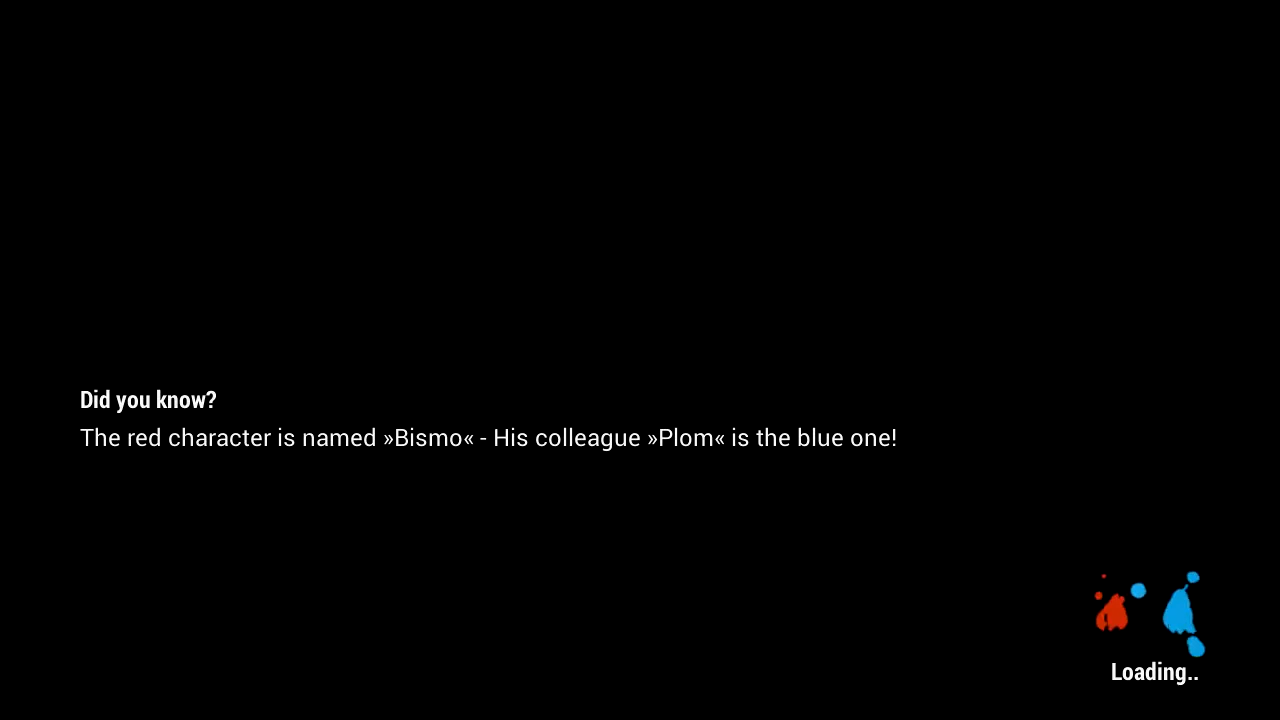 Did you know?
The red character is named »Bismo« - His colleague »Plom« is the blue one!
Loading..